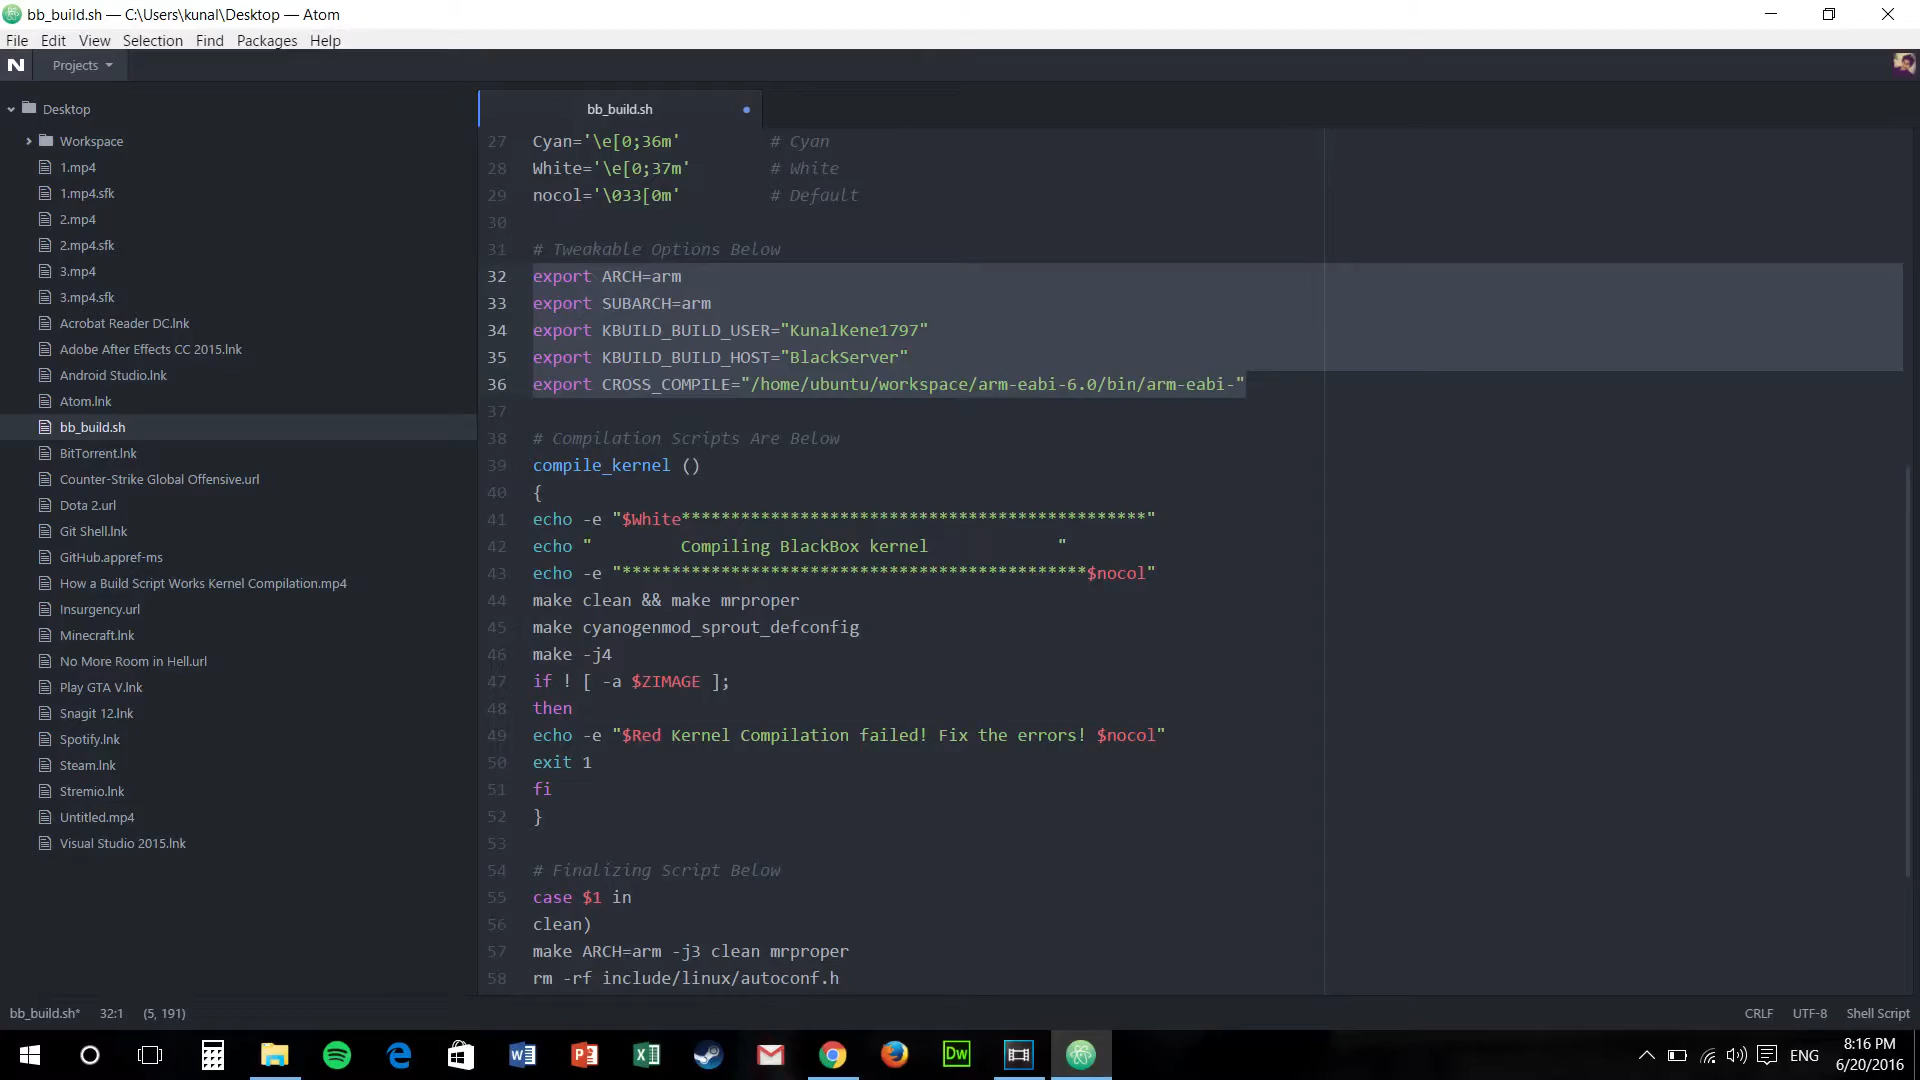 bb_build.sh — C:\Users\kunal\Desktop — Atom
File Edit View Selection Find Packages Help
N Projects
Desktop
Workspace
1.mp4
1.mp4.sfk
2.mp4
2.mp4.sfk
3.mp4
3.mp4.sfk
Acrobat Reader DC.lnk
Adobe After Effects CC 2015.lnk
Android Studio.lnk
Atom.lnk
bb_build.sh
BitTorrent.lnk
Counter-Strike Global Offensive.url
Dota 2.url
Git Shell.lnk
GitHub.appref-ms
How a Build Script Works Kernel Compilation.mp4
Insurgency.url
Minecraft.lnk
No More Room in Hell.url
Play GTA V.lnk
Snagit 12.lnk
Spotify.lnk
Steam.lnk
Stremio.lnk
Untitled.mp4
Visual Studio 2015.lnk
bb_build.sh
27 Cyan='\e[0;36m' # Cyan
28 White='\e[0;37m' # White
29 nocol='\033[0m' # Default
30
31 # Tweakable Options Below
32 export ARCH=arm
33 export SUBARCH=arm
34 export KBUILD_BUILD_USER="KunalKene1797"
35 export KBUILD_BUILD_HOST="BlackServer"
36 export CROSS_COMPILE="/home/ubuntu/workspace/arm-eabi-6.0/bin/arm-eabi-"
37
38 # Compilation Scripts Are Below
39 compile_kernel ()
40 {
41 echo -e "$White***********************************************"
42 echo "         Compiling BlackBox kernel             "
43 echo -e "***********************************************$nocol"
44 make clean && make mrproper
45 make cyanogenmod_sprout_defconfig
46 make -j4
47 if ! [ -a $ZIMAGE ];
48 then
49 echo -e "$Red Kernel Compilation failed! Fix the errors! $nocol"
50 exit 1
51 fi
52 }
53
54 # Finalizing Script Below
55 case $1 in
56 clean)
57 make ARCH=arm -j3 clean mrproper
58 rm -rf include/linux/autoconf.h
bb_build.sh* 32:1 (5, 191) CRLF UTF-8 Shell Script
Dw
ENG
8:16 PM
6/20/2016